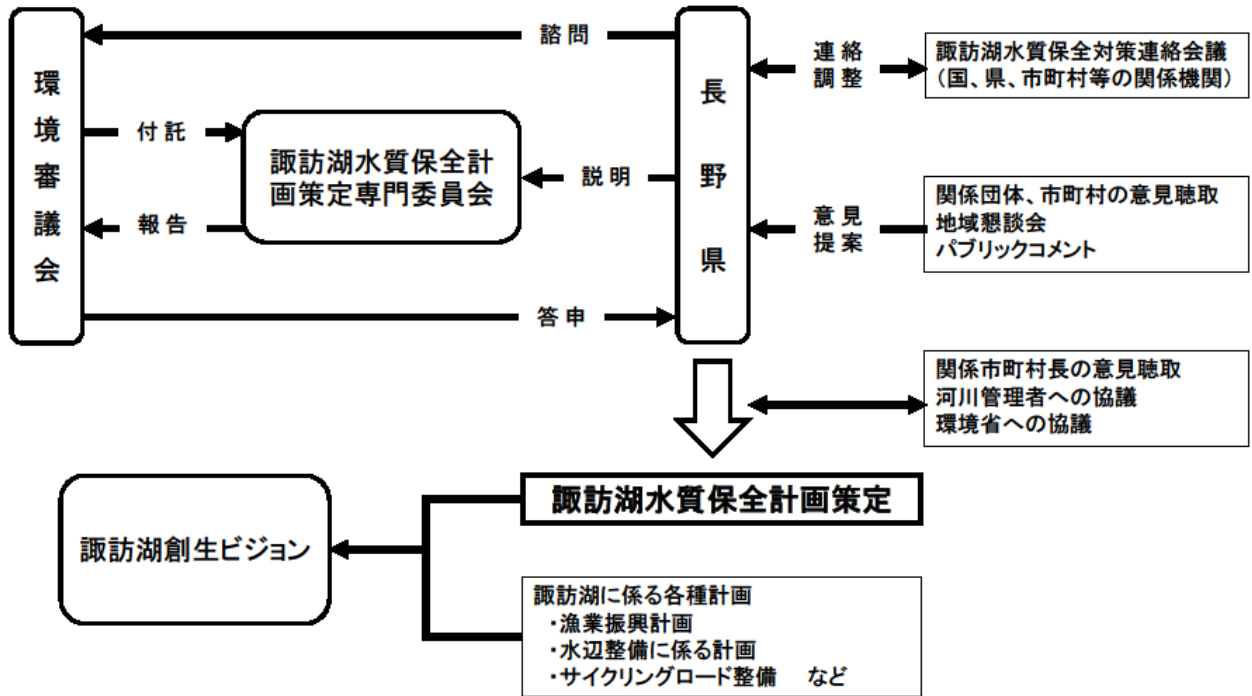 環境審議会
諮問
付託
報告
答申
諏訪湖水質保全計
画策定専門委員会
説明
長野県
連絡
調整
諏訪湖水質保全対策連絡会議
(国、県、市町村等の関係機関)
意見
提案
関係団体、市町村の意見聴取
地域懇談会
パブリックコメント
関係市町村長の意見聴取
河川管理者への協議
環境省への協議
諏訪湖水質保全計画策定
諏訪湖創生ビジョン
諏訪湖に係る各種計画
・漁業振興計画
・水辺整備に係る計画
・サイクリングロード整備　など